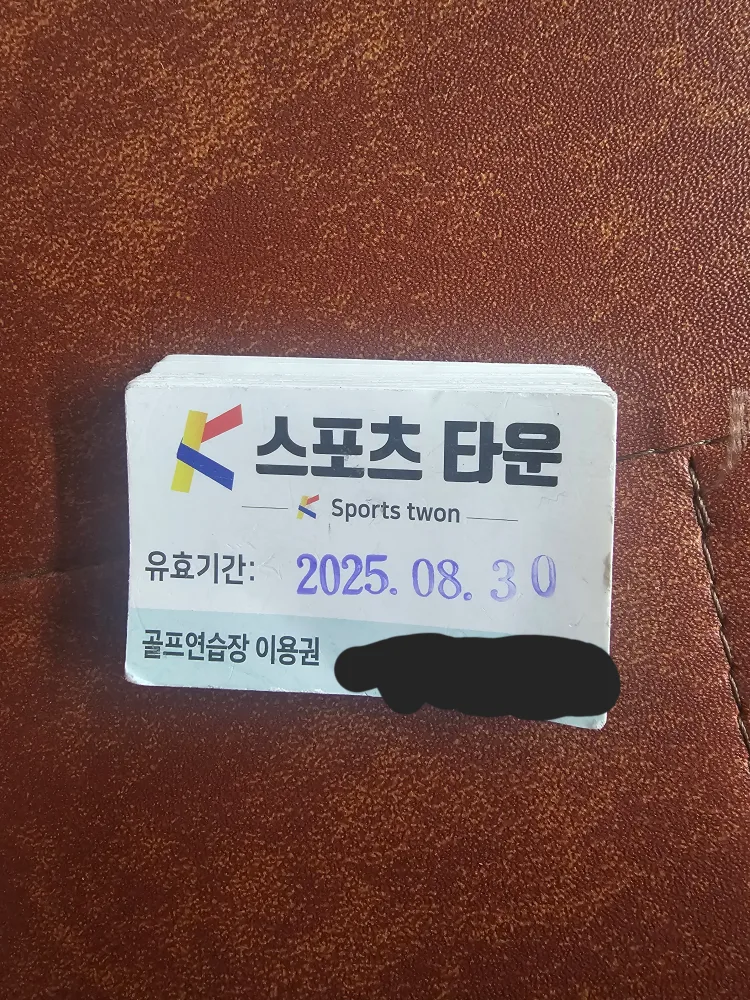 K 스포츠 타운
K Sports twon
유효기간: 2025. 08. 30
골프연습장 이용권